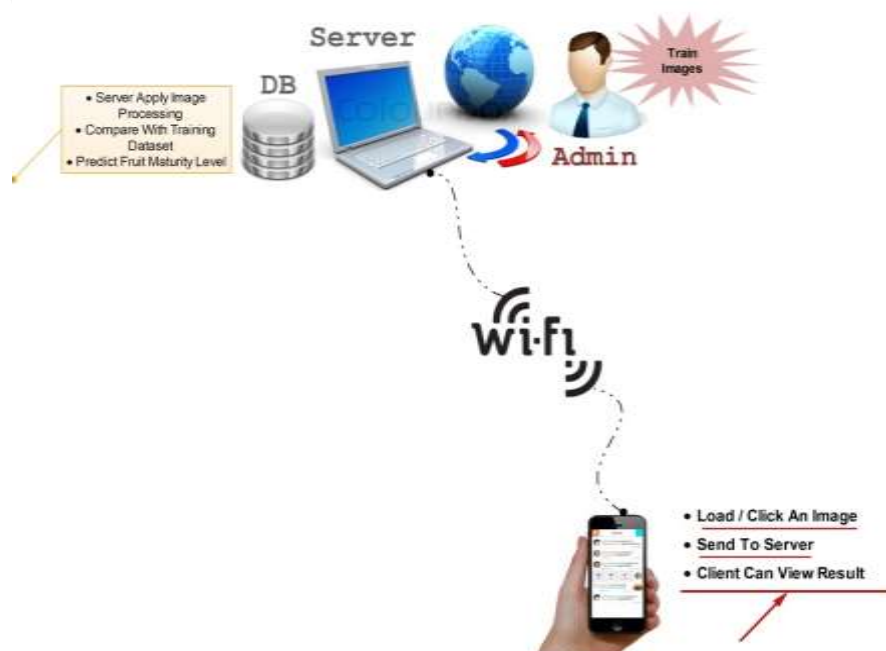 Server
Train
Images
DB
• Server Apply Image
Processing
• Compare With Training
Dataset
• Predict Fruit Maturity Level
Admin
Wi-fi
• Load / Click An Image
• Send To Server
• Client Can View Result